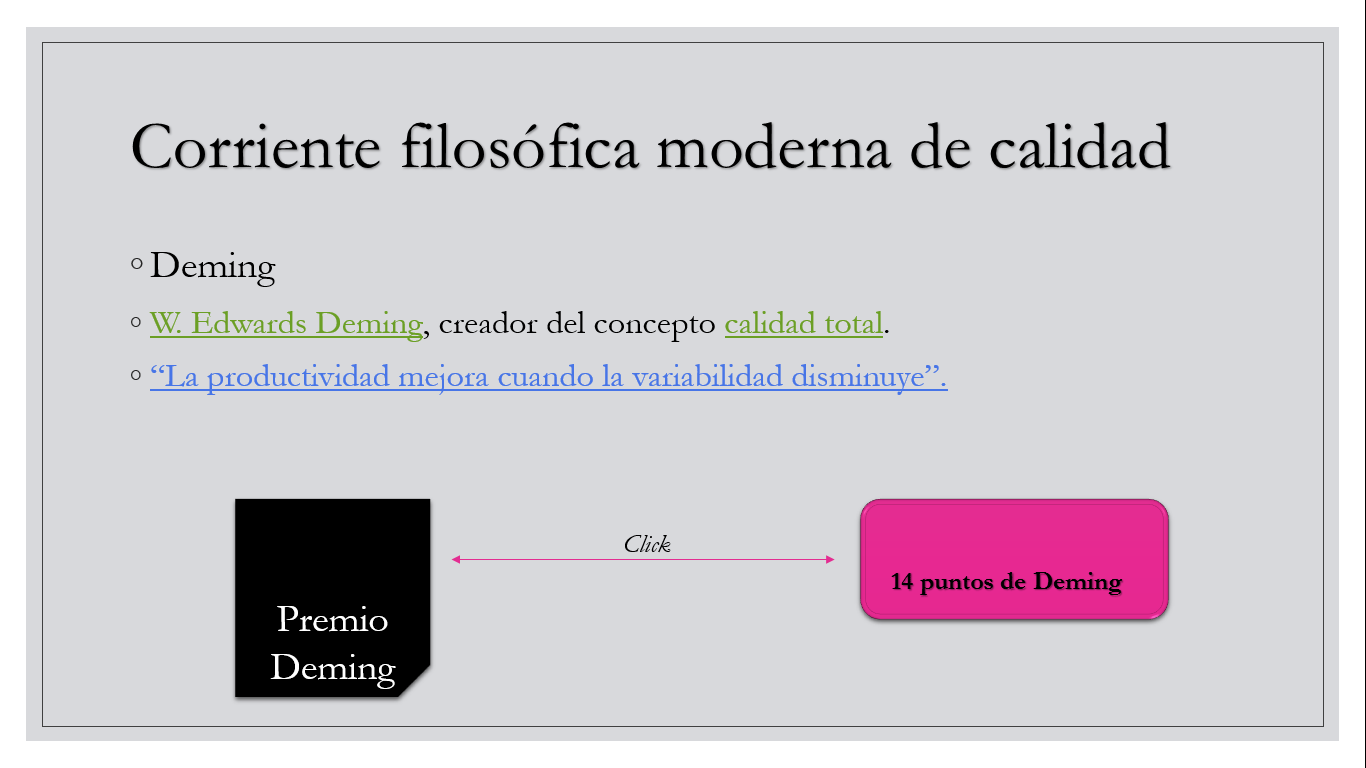 Corriente filosófica moderna de calidad
Deming
W. Edwards Deming, creador del concepto calidad total.
“La productividad mejora cuando la variabilidad disminuye”.
Click
14 puntos de Deming
Premio
Deming